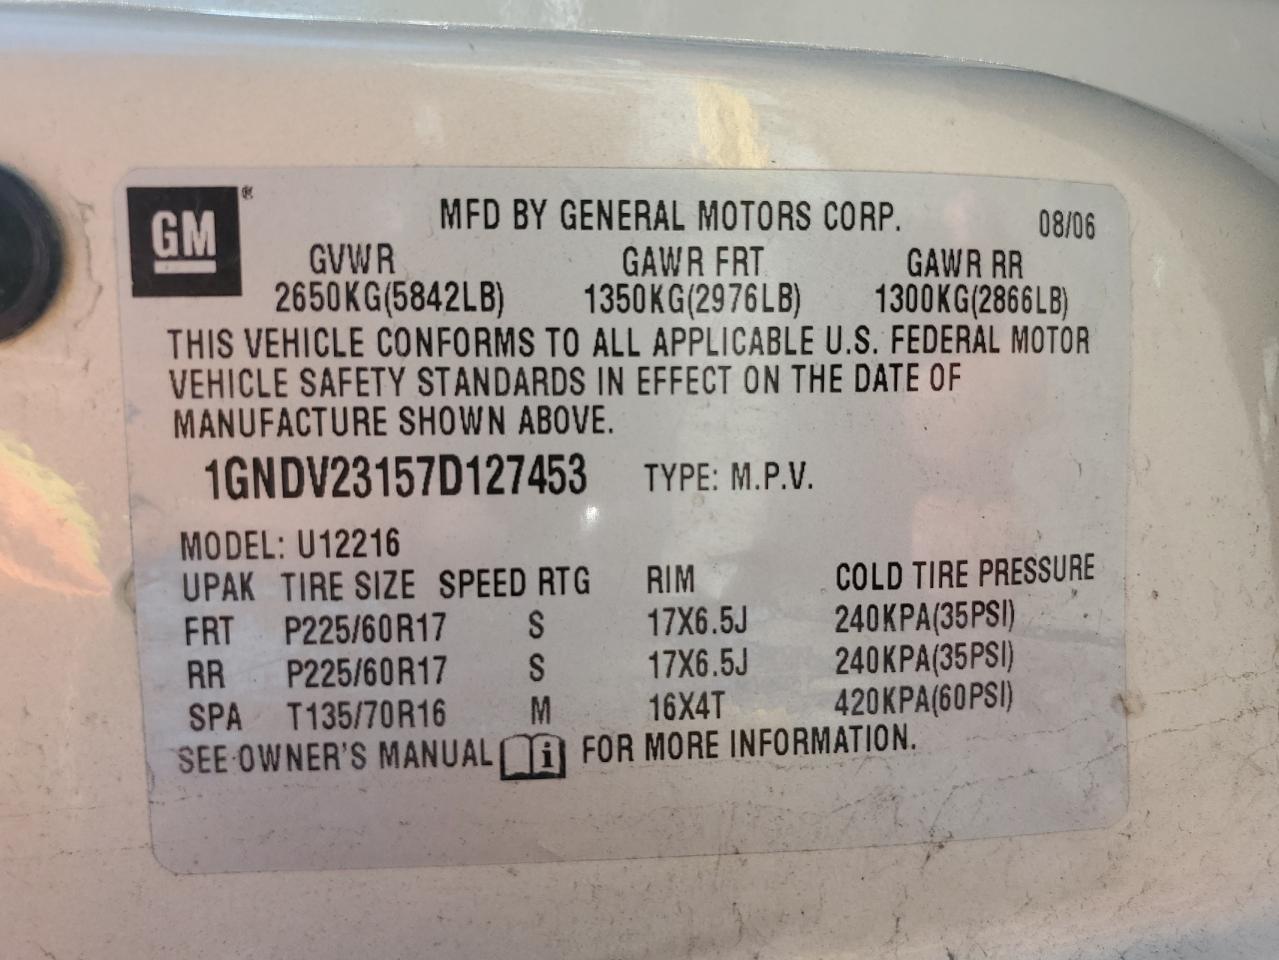 GM ® MFD BY GENERAL MOTORS CORP. 08/06
GVWR GAWR FRT GAWR RR
2650KG(5842LB) 1350KG(2976LB) 1300KG(2866LB)
THIS VEHICLE CONFORMS TO ALL APPLICABLE U.S. FEDERAL MOTOR
VEHICLE SAFETY STANDARDS IN EFFECT ON THE DATE OF
MANUFACTURE SHOWN ABOVE.
1GNDV23157D127453 TYPE: M.P.V.
MODEL: U12216
UPAK TIRE SIZE SPEED RTG RIM COLD TIRE PRESSURE
FRT P225/60R17 S 17X6.5J 240KPA(35PSI)
RR P225/60R17 S 17X6.5J 240KPA(35PSI)
SPA T135/70R16 M 16X4T 420KPA(60PSI)
SEE OWNER'S MANUAL i FOR MORE INFORMATION.